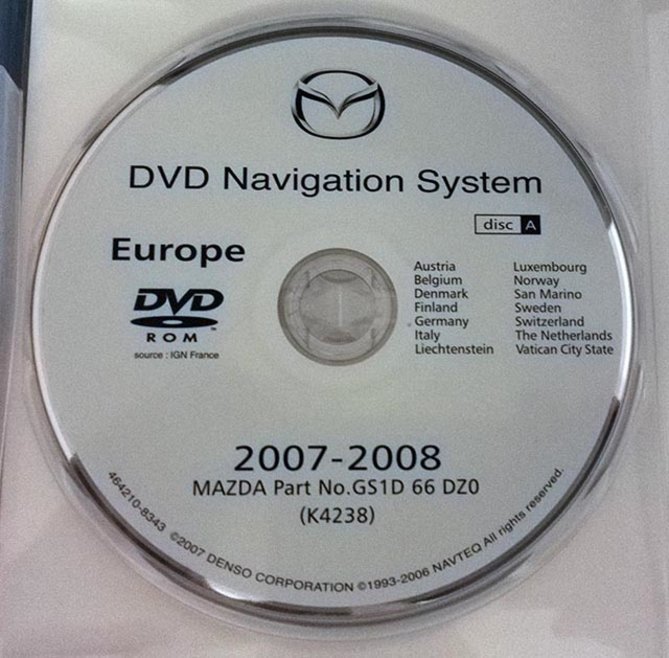 DVD Navigation System
disc A
Europe
DVD
ROM
source : IGN France
Austria
Belgium
Denmark
Finland
Germany
Italy
Liechtenstein
Luxembourg
Norway
San Marino
Sweden
Switzerland
The Netherlands
Vatican City State
2007-2008
MAZDA Part No.GS1D 66 DZ0
(K4238)
464210-8343 ©2007 DENSO CORPORATION ©1993-2006 NAVTEQ All rights reserved.